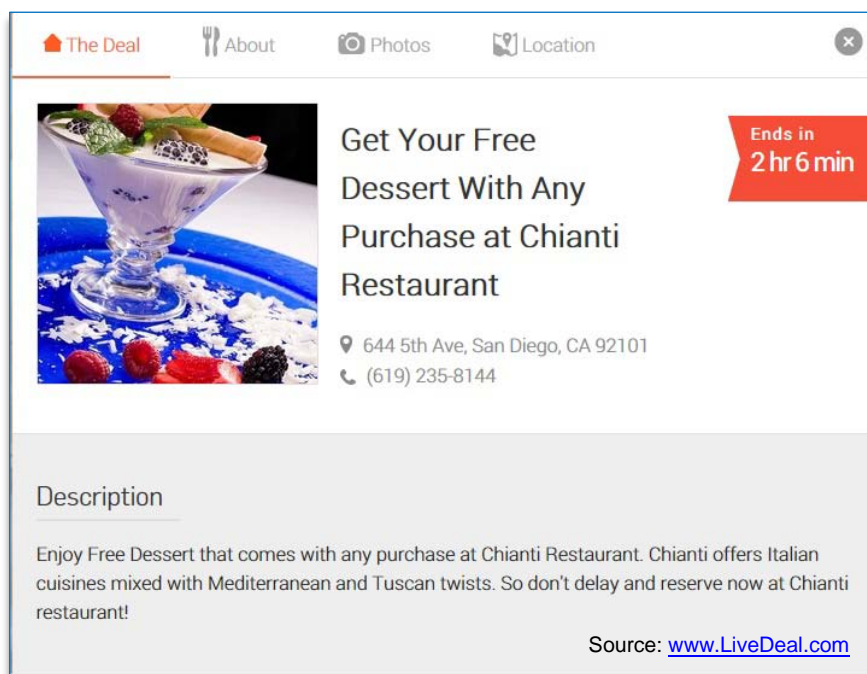 The Deal
About
Photos
Location
Get Your Free
Dessert With Any
Purchase at Chianti
Restaurant
Ends in
2 hr 6 min
644 5th Ave, San Diego, CA 92101
(619) 235-8144
Description
Enjoy Free Dessert that comes with any purchase at Chianti Restaurant. Chianti offers Italian
cuisines mixed with Mediterranean and Tuscan twists. So don't delay and reserve now at Chianti
restaurant!
Source: www.LiveDeal.com